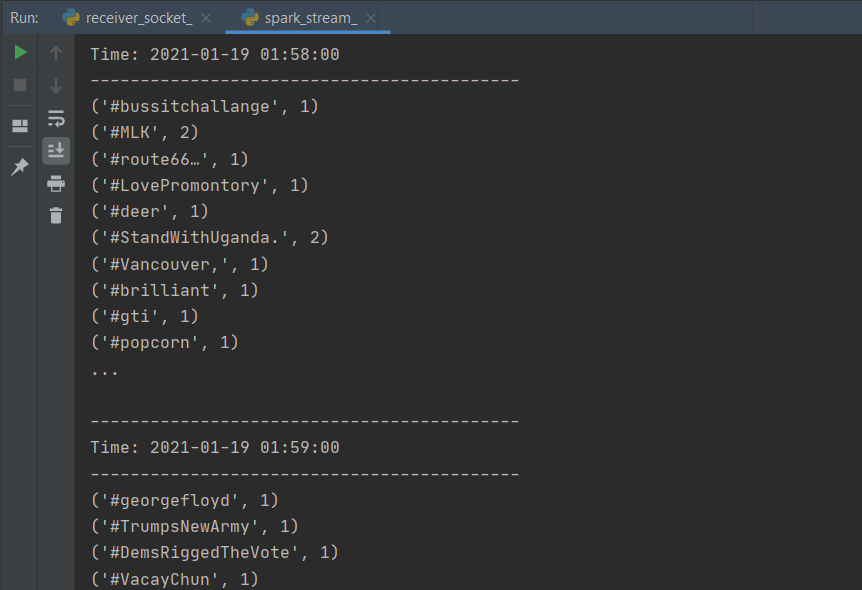 Run: receiver_socket_ spark_stream_
Time: 2021-01-19 01:58:00
-------------------------------------------
('#bussitchallange', 1)
('#MLK', 2)
('#route66…', 1)
('#LovePromontory', 1)
('#deer', 1)
('#StandWithUganda.', 2)
('#Vancouver,', 1)
('#brilliant', 1)
('#gti', 1)
('#popcorn', 1)
...
-------------------------------------------
Time: 2021-01-19 01:59:00
-------------------------------------------
('#georgefloyd', 1)
('#TrumpsNewArmy', 1)
('#DemsRiggedTheVote', 1)
('#VacayChun', 1)